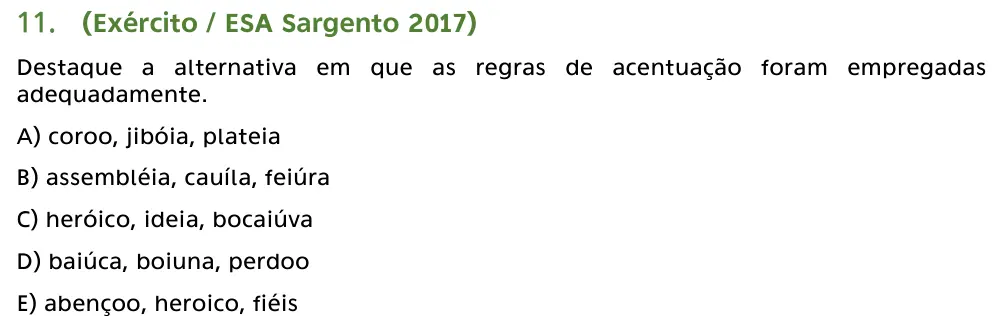 11. (Exército / ESA Sargento 2017)
Destaque a alternativa em que as regras de acentuação foram empregadas
adequadamente.
A) coroo, jibóia, plateia
B) assembléia, cauíla, feiúra
C) heróico, ideia, bocaiúva
D) baiúca, boiuna, perdoo
E) abençoo, heroico, fiéis